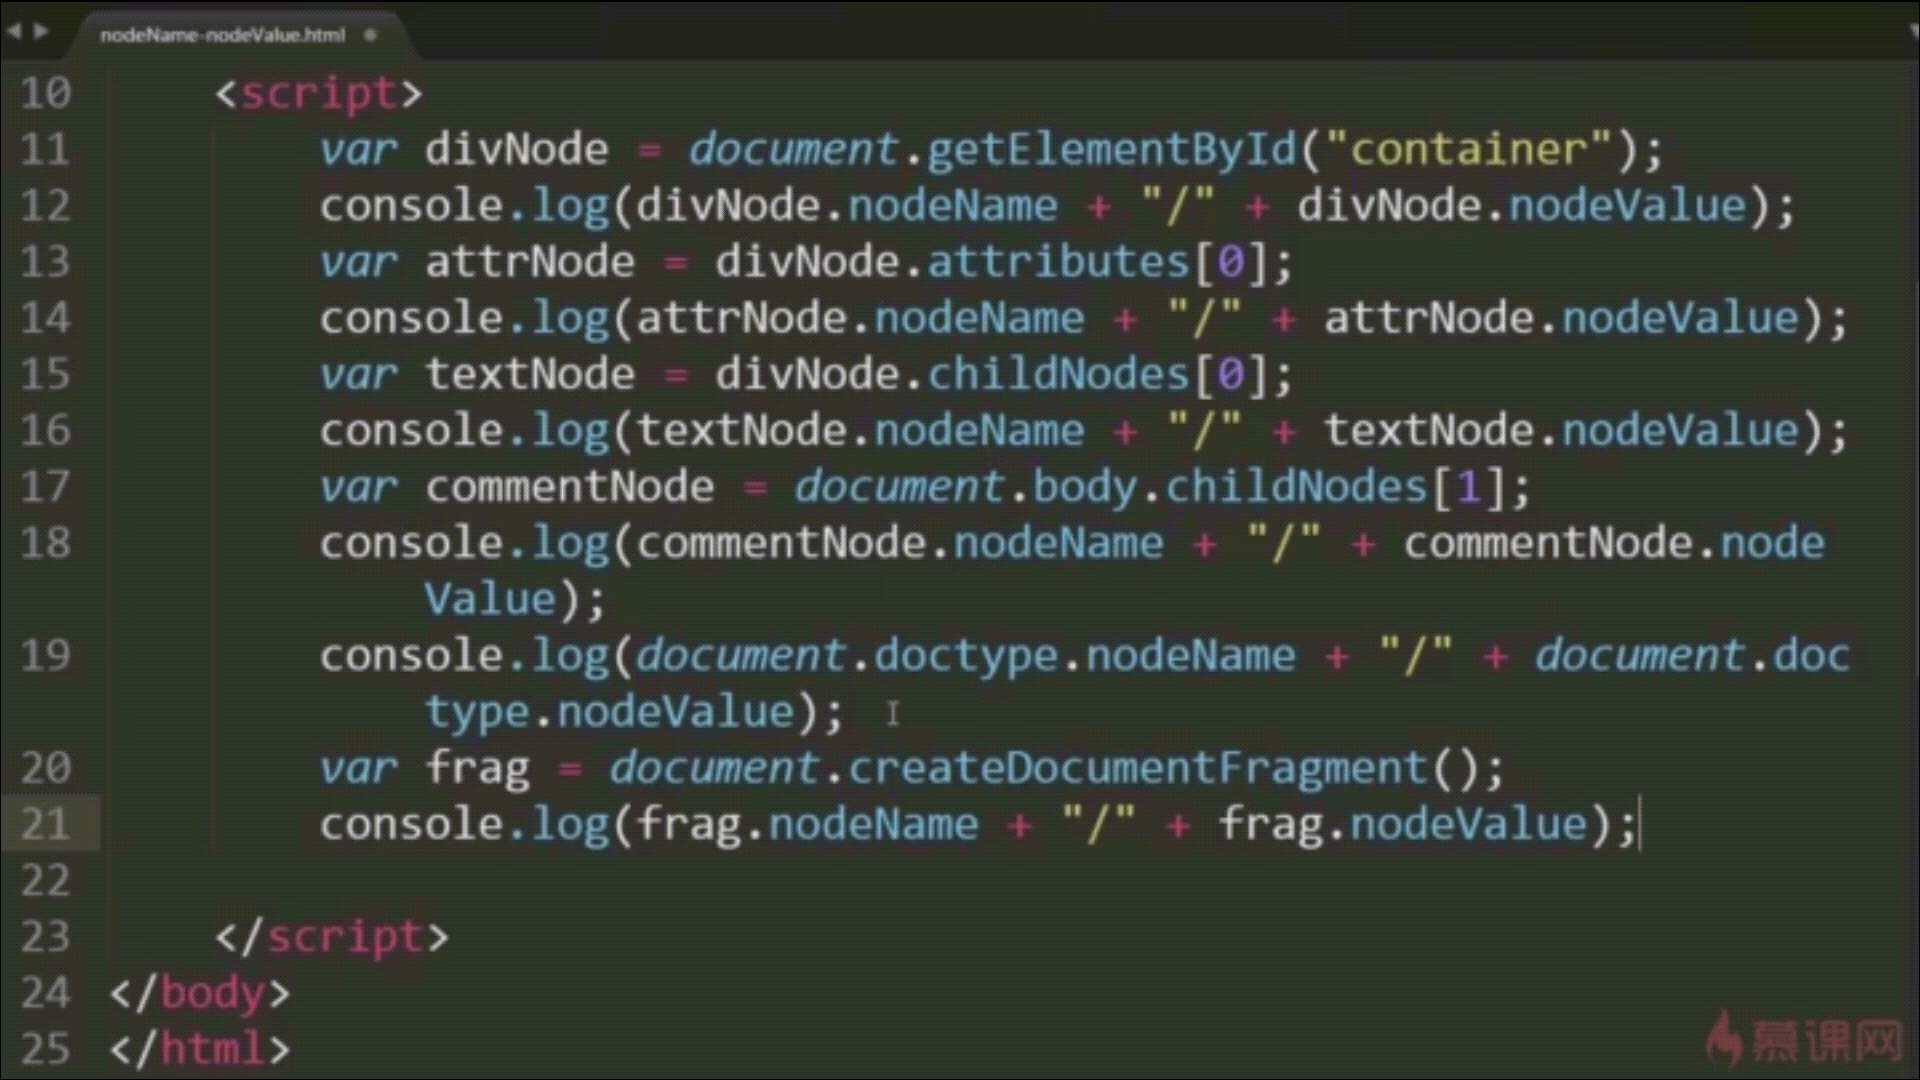 nodeName-nodeValue.html
10 <script>
11 var divNode = document.getElementById("container");
12 console.log(divNode.nodeName + "/" + divNode.nodeValue);
13 var attrNode = divNode.attributes[0];
14 console.log(attrNode.nodeName + "/" + attrNode.nodeValue);
15 var textNode = divNode.childNodes[0];
16 console.log(textNode.nodeName + "/" + textNode.nodeValue);
17 var commentNode = document.body.childNodes[1];
18 console.log(commentNode.nodeName + "/" + commentNode.node
Value);
19 console.log(document.doctype.nodeName + "/" + document.doc
type.nodeValue);
20 var frag = document.createDocumentFragment();
21 console.log(frag.nodeName + "/" + frag.nodeValue);
22
23 </script>
24 </body>
25 </html>
慕课网